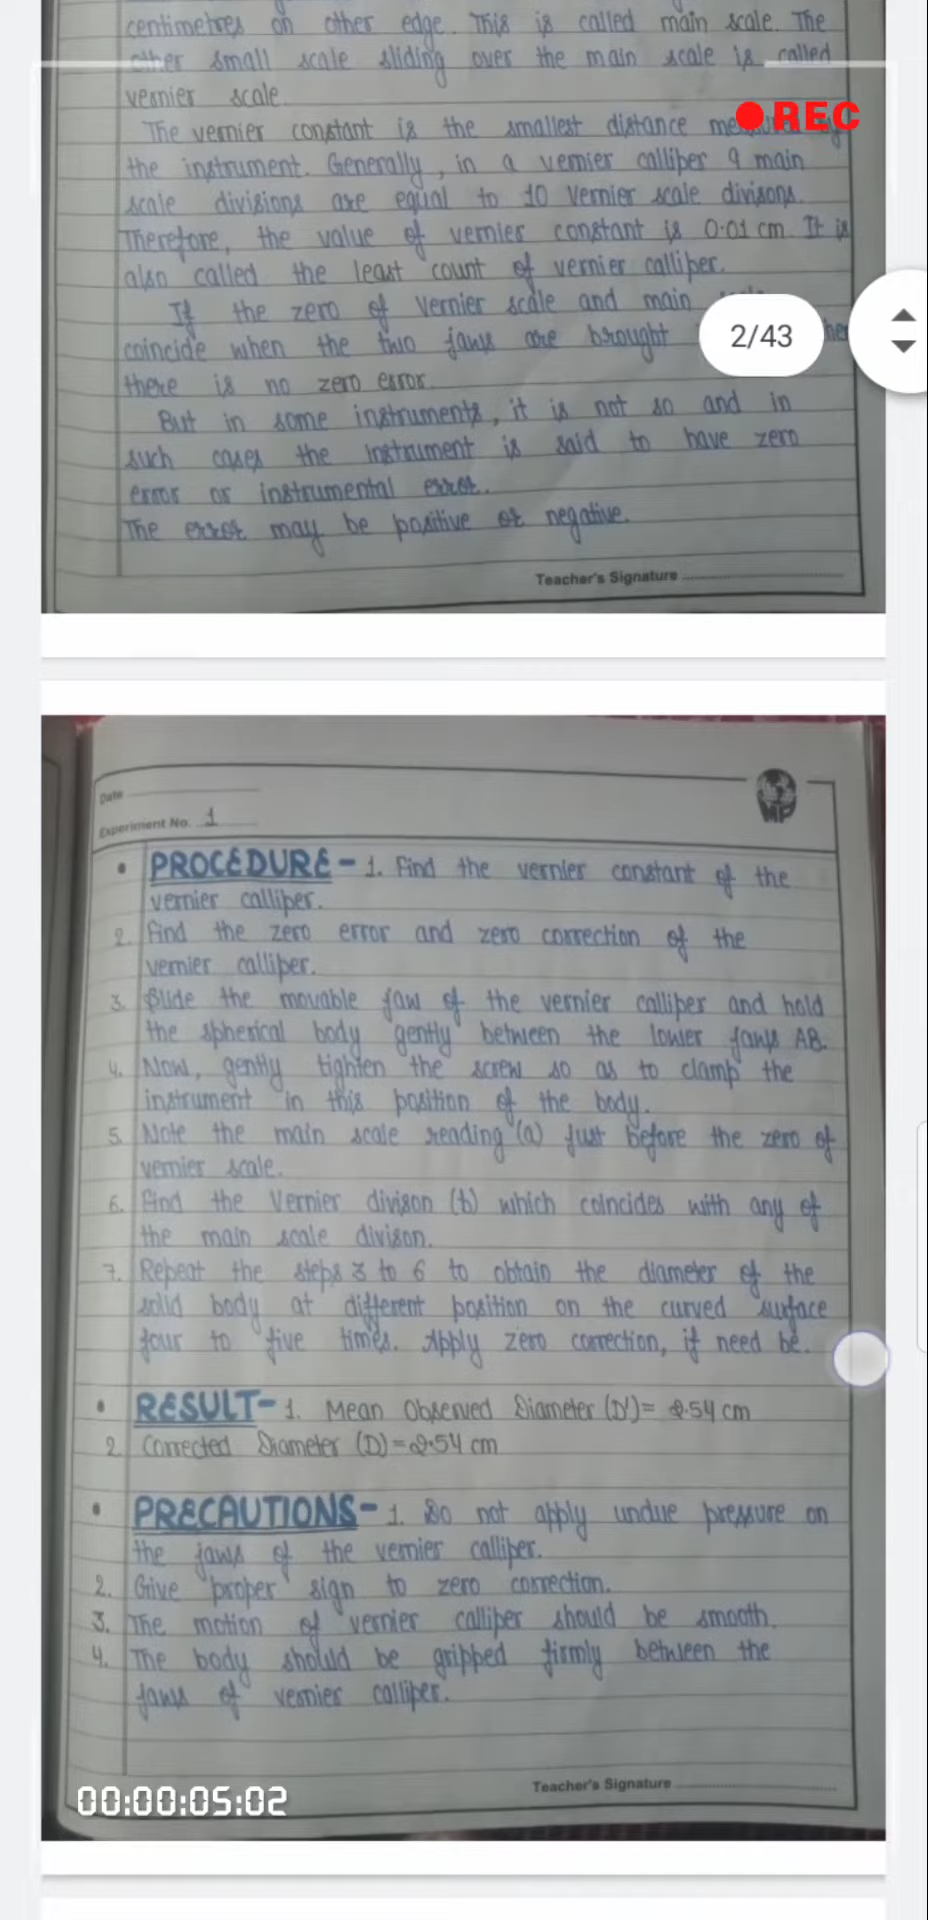 centimetres on other edge. This is called main scale. The
other small scale sliding over the main scale is called
vernier scale.
REC
The vernier constant is the smallest distance
the instrument. Generally, in a vernier calliper 9 main
scale divisions are equal to 10 Vernier scale divisons.
Therefore, the value of vernier constant is 0.01 cm. It is
also called the least count of vernier calliper.
If the zero of Vernier scale and main
2/43
coincide when the two jaws are brought
there is no zero error.
But in some instruments, it is not so and in
such cases the instrument is said to have zero
error or instrumental error.
The error may be positive or negative.
Teacher's Signature
Date
Experiment No. 1
MP
• PROCEDURE - 1. Find the vernier constant of the
vernier calliper.
2. Find the zero error and zero correction of the
vernier calliper.
3. Slide the movable jaw of the vernier calliper and hold
the spherical body gently between the lower jaws AB.
4. Now, gently tighten the screw so as to clamp the
instrument in this position of the body.
5. Note the main scale reading (a) just before the zero of
vernier scale.
6. Find the Vernier divison (b) which coincides with any of
the main scale divison.
7. Repeat the steps 3 to 6 to obtain the diameter of the
solid body at different position on the curved surface
four to five times. Apply zero correction, if need be.
• RESULT- 1. Mean Observed Diameter (D')= 2.54 cm
2. Corrected Diameter (D)=2.54 cm
• PRECAUTIONS- 1. Do not apply undue pressure on
the jaws of the vernier calliper.
2. Give proper sign to zero correction.
3. The motion of vernier calliper should be smooth.
4. The body should be gripped firmly between the
jaws of vernier calliper.
Teacher's Signature
00:00:05:02